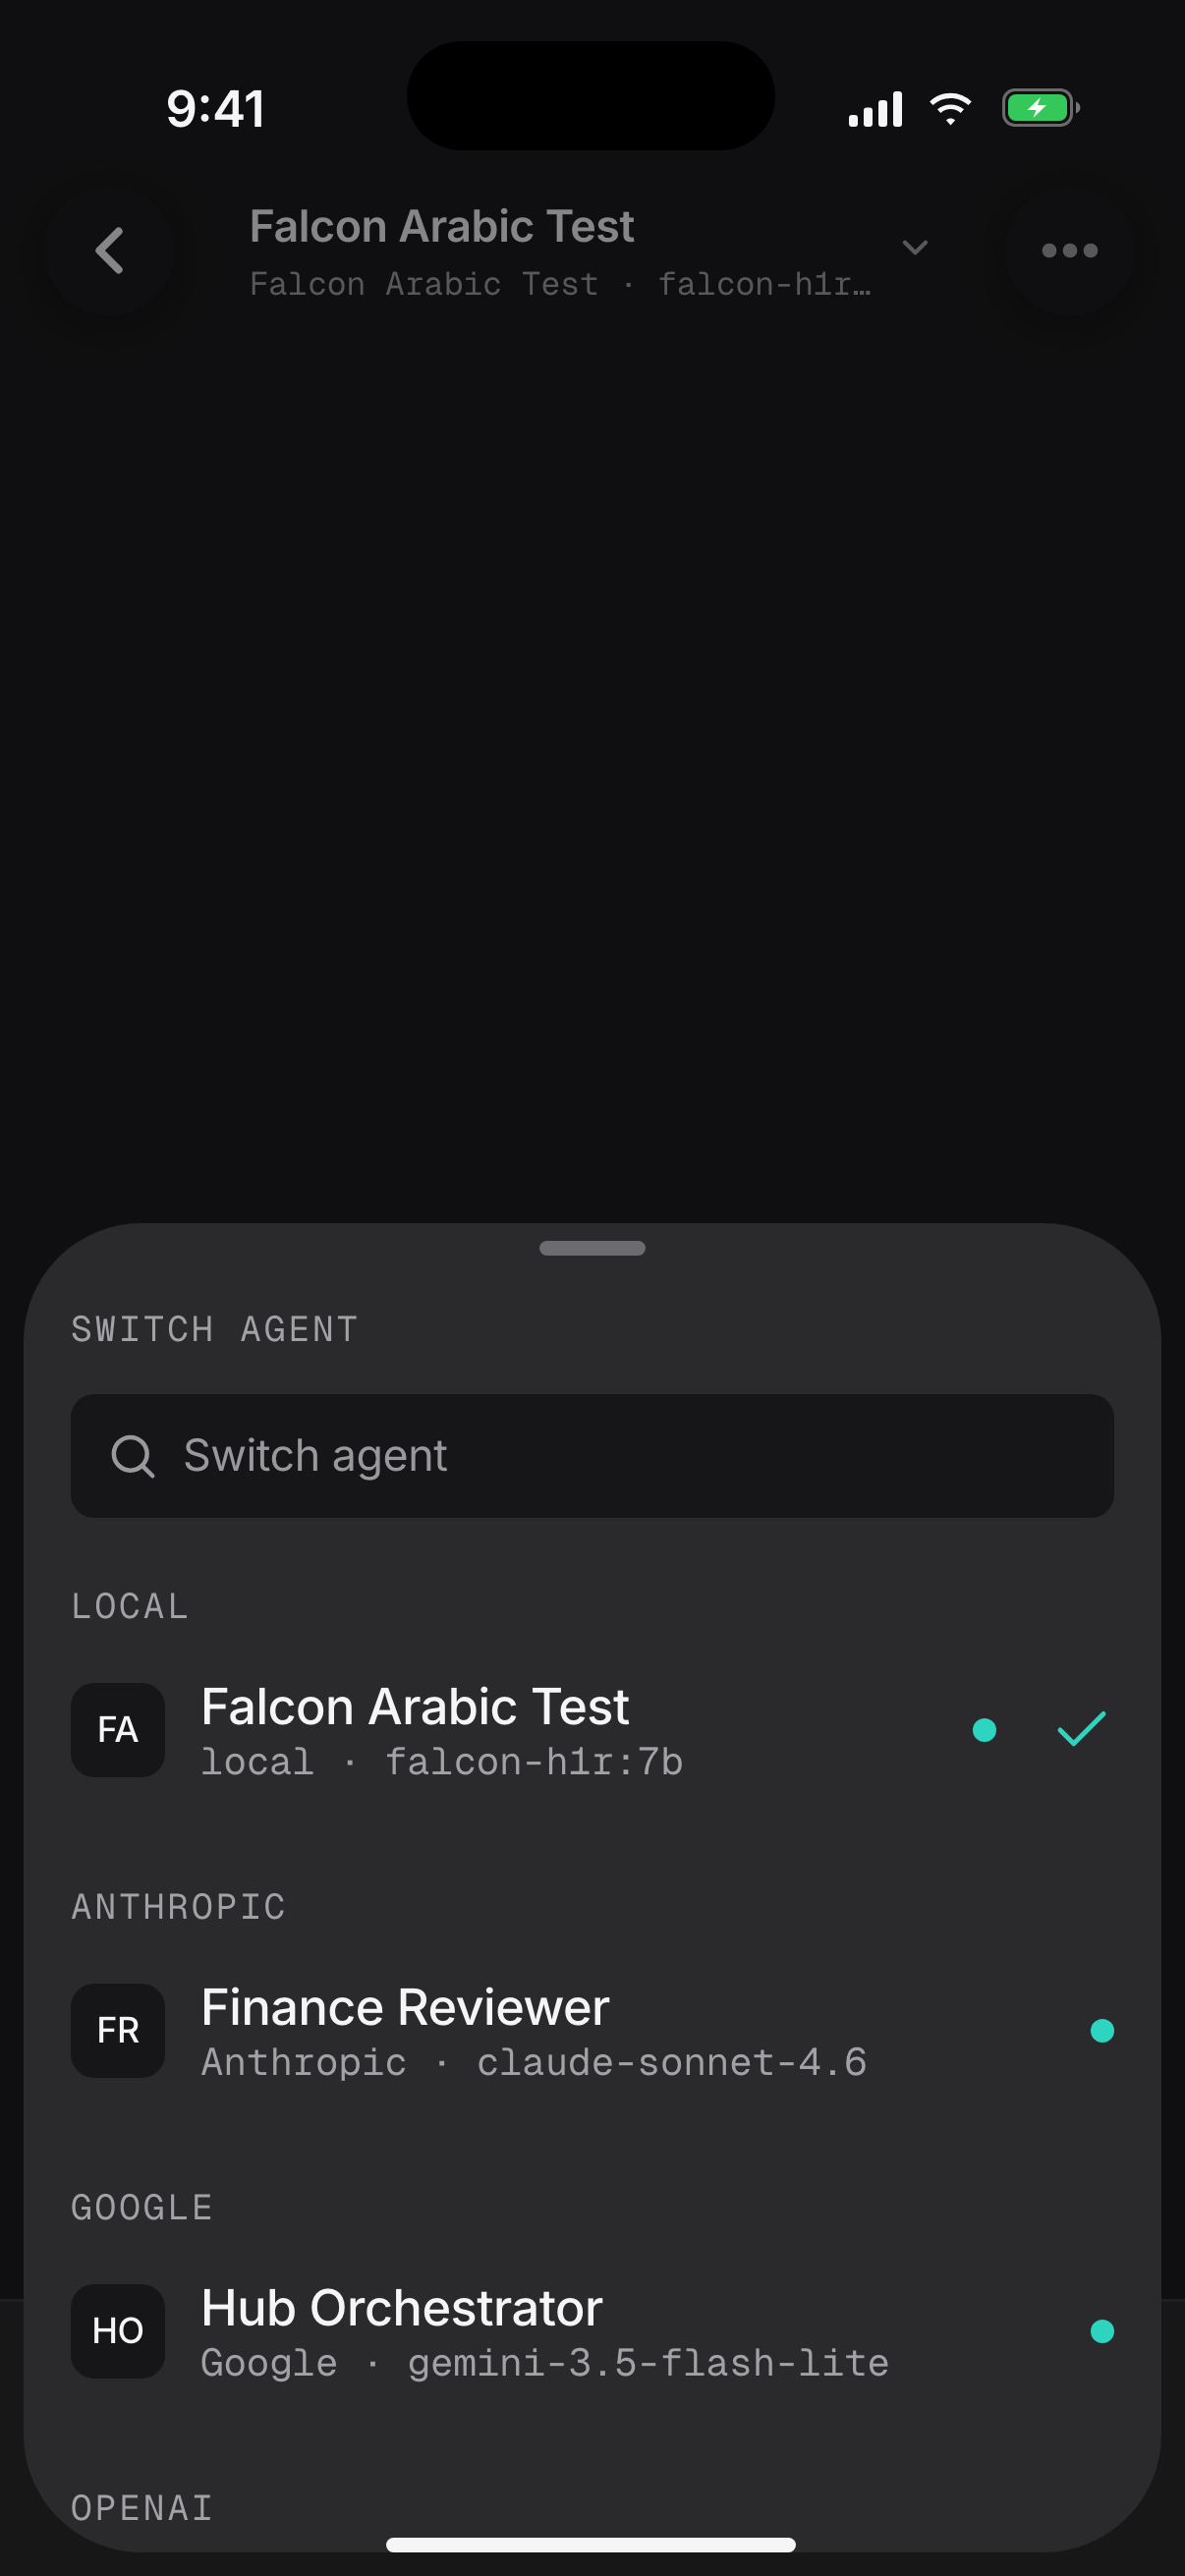 9:41
Falcon Arabic Test
Falcon Arabic Test · falcon-h1r…
SWITCH AGENT
Switch agent
LOCAL
FA
Falcon Arabic Test
local · falcon-h1r:7b
ANTHROPIC
FR
Finance Reviewer
Anthropic · claude-sonnet-4.6
GOOGLE
HO
Hub Orchestrator
Google · gemini-3.5-flash-lite
OPENAI